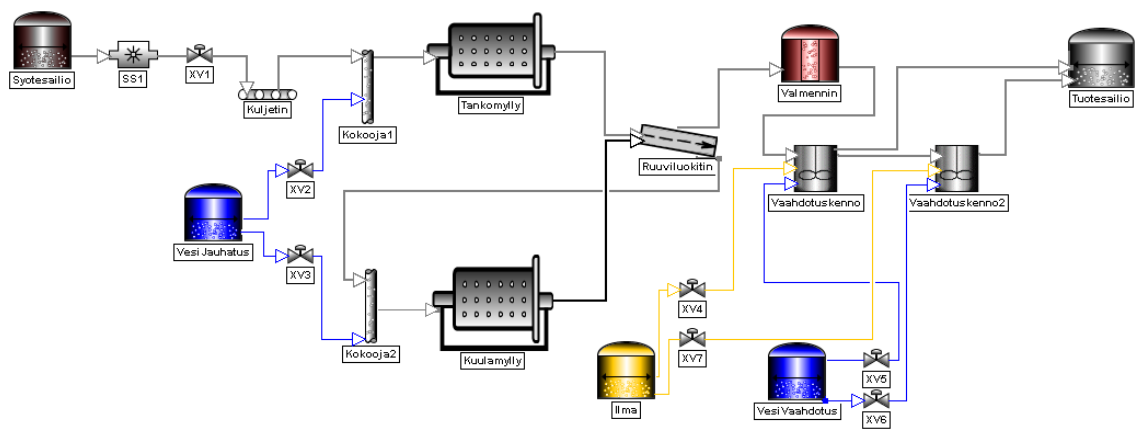 Syotesailio
SS1
XV1
Kuljetin
Kokooja1
Tankomylly
Ruuviluokitin
Valmennin
Tuotesailio
Vaahdotuskenno
Vaahdotuskenno2
XV2
Vesi Jauhatus
XV3
Kokooja2
Kuulamylly
XV4
XV7
Ilma
Vesi Vaahdotus
XV5
XV6